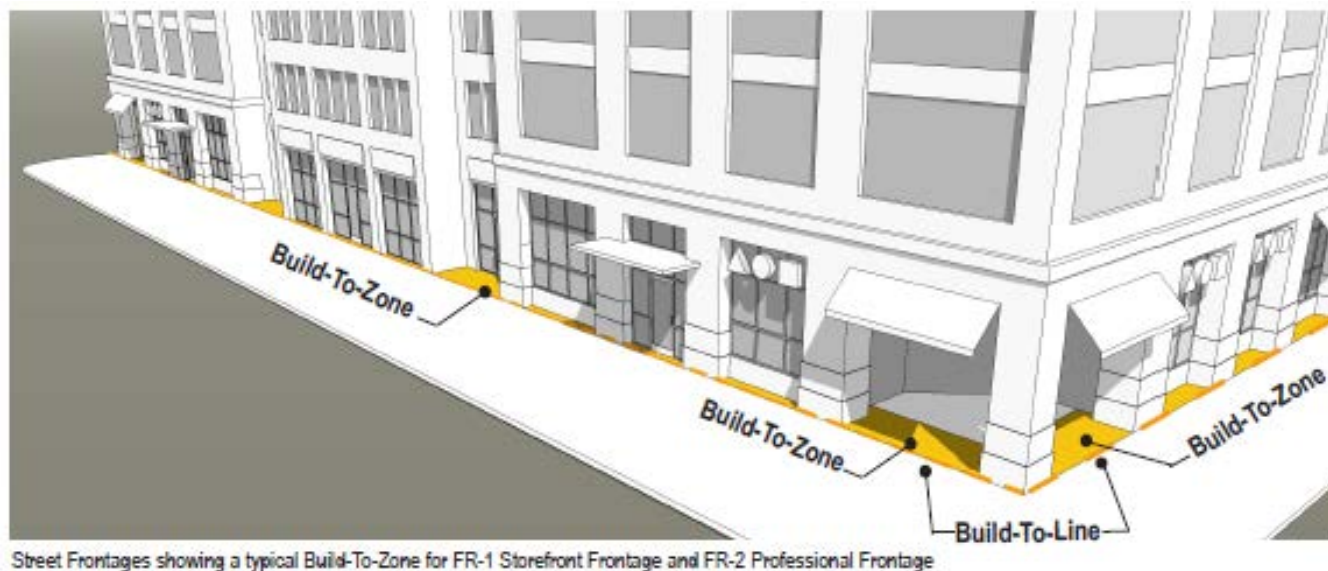 Build-To-Zone
Build-To-Zone
Build-To-Zone
Build-To-Line
Street Frontages showing a typical Build-To-Zone for FR-1 Storefront Frontage and FR-2 Professional Frontage